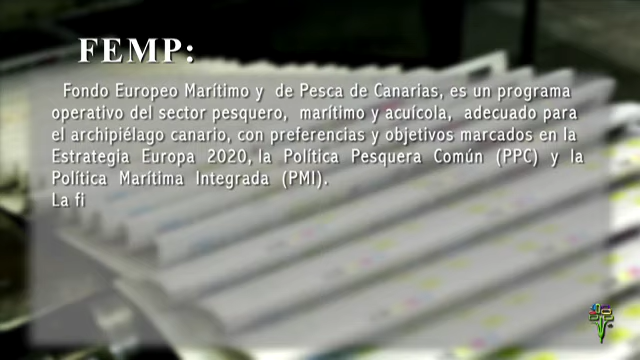 FEMP:
Fondo Europeo Marítimo y de Pesca de Canarias, es un programa
operativo del sector pesquero, marítimo y acuícola, adecuado para
el archipiélago canario, con preferencias y objetivos marcados en la
Estrategia Europa 2020, la Política Pesquera Común (PPC) y la
Política Marítima Integrada (PMI).
La fi